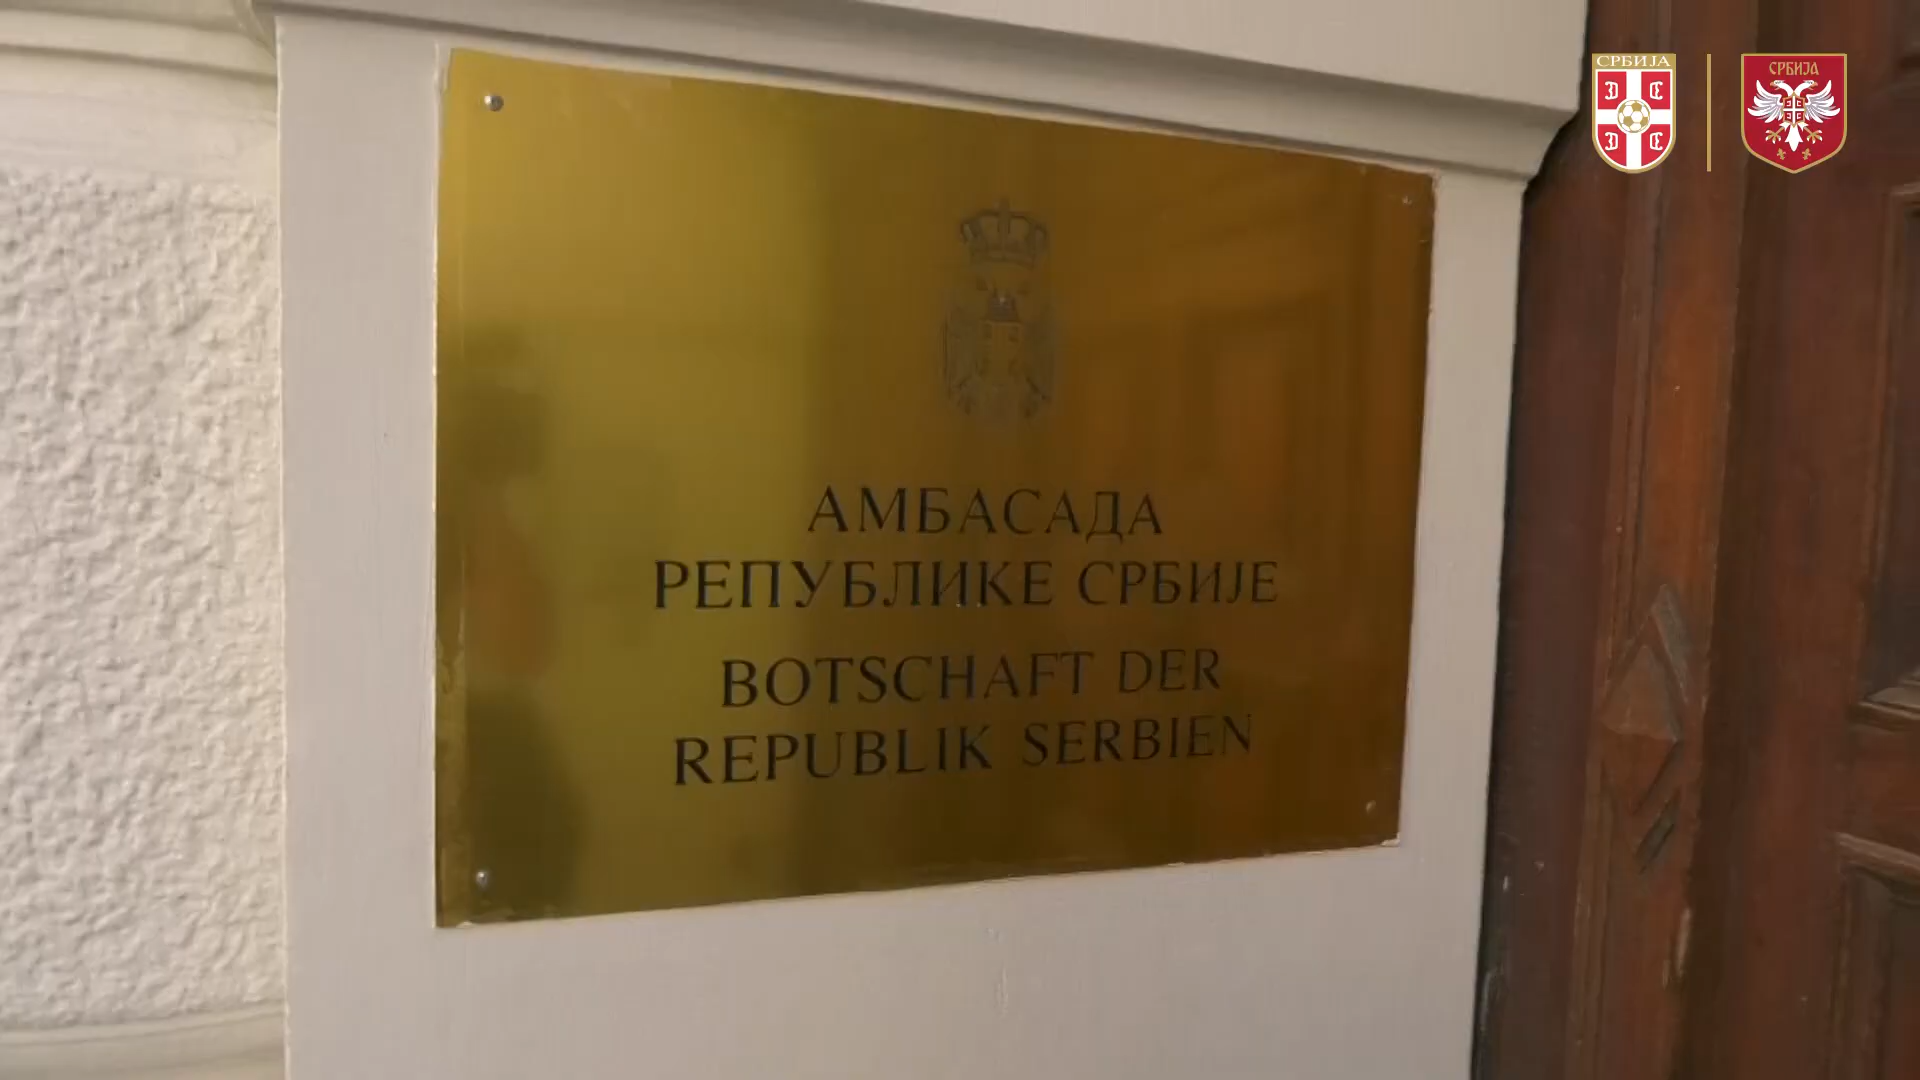 СРБИЈА
СРБИЈА
АМБАСАДА
РЕПУБЛИКЕ СРБИЈЕ
BOTSCHAFT DER
REPUBLIK SERBIEN